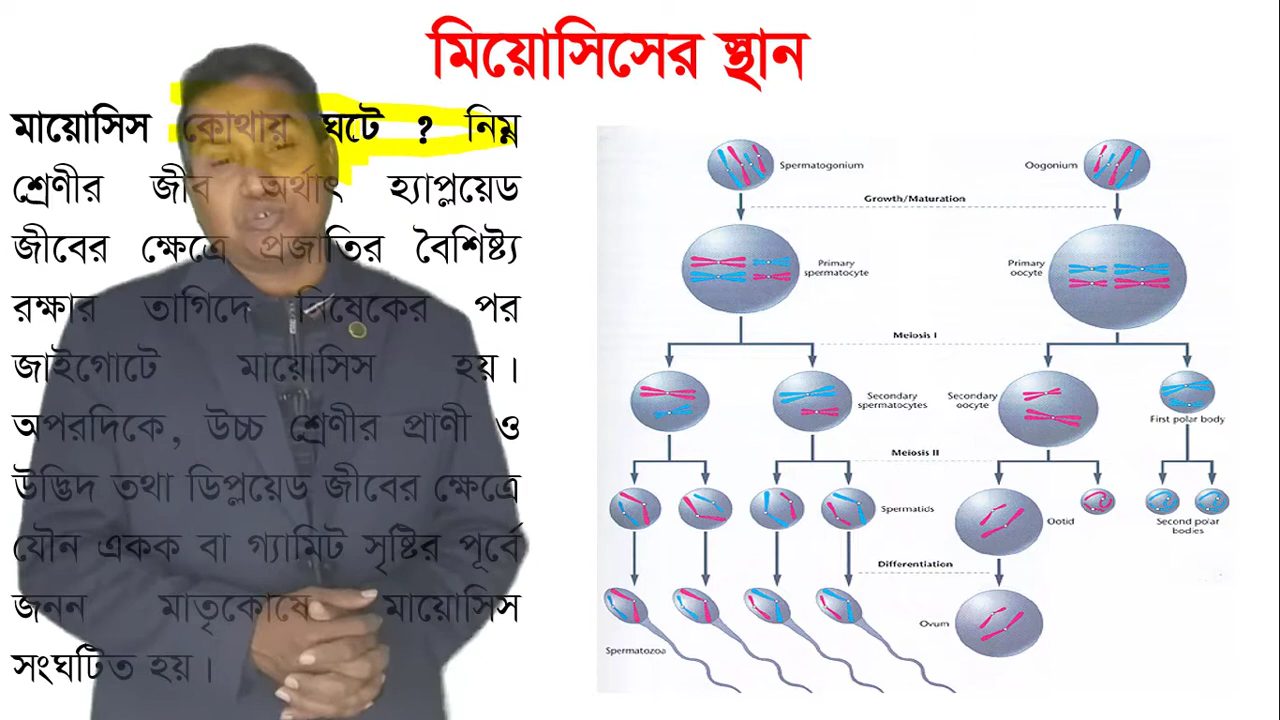 মিয়োসিসের স্থান
মায়োসিস কোথায় ঘটে ? নিম্ন
শ্রেণীর জীব অর্থাৎ হ্যাপ্লয়েড
জীবের ক্ষেত্রে প্রজাতির বৈশিষ্ট্য
রক্ষার তাগিদে নিষেকের পর
জাইগোটে মায়োসিস হয়।
অপরদিকে, উচ্চ শ্রেণীর প্রাণী ও
উদ্ভিদ তথা ডিপ্লয়েড জীবের ক্ষেত্রে
যৌন একক বা গ্যামিট সৃষ্টির পূর্বে
জনন মাতৃকোষে মায়োসিস
সংঘটিত হয়।
Spermatogonium
Oogonium
Growth/Maturation
Primary
spermatocyte
Primary
oocyte
Meiosis I
Secondary
spermatocytes
Secondary
oocyte
First polar body
Meiosis II
Spermatids
Ootid
Second polar
bodies
Differentiation
Ovum
Spermatozoa